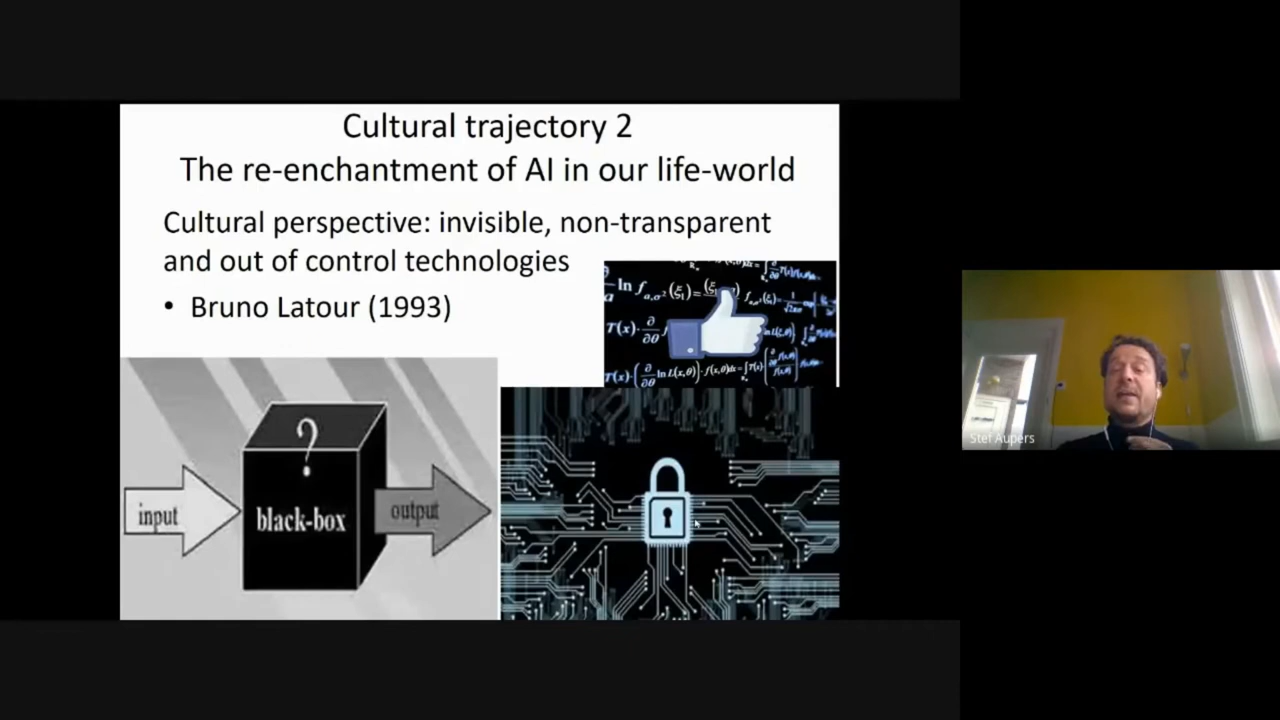 Cultural trajectory 2
The re-enchantment of AI in our life-world
Cultural perspective: invisible, non-transparent
and out of control technologies
• Bruno Latour (1993)
?
input
black-box
output
Stef Aupers